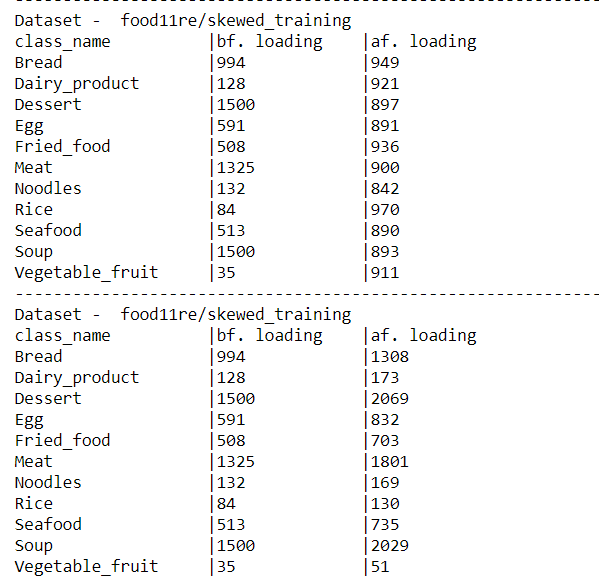 ------------------------------------------------------------
Dataset -  food11re/skewed_training
class_name          |bf. loading    |af. loading
Bread               |994            |949
Dairy_product       |128            |921
Dessert             |1500           |897
Egg                 |591            |891
Fried_food          |508            |936
Meat                |1325           |900
Noodles             |132            |842
Rice                |84             |970
Seafood             |513            |890
Soup                |1500           |893
Vegetable_fruit     |35             |911
------------------------------------------------------------
Dataset -  food11re/skewed_training
class_name          |bf. loading    |af. loading
Bread               |994            |1308
Dairy_product       |128            |173
Dessert             |1500           |2069
Egg                 |591            |832
Fried_food          |508            |703
Meat                |1325           |1801
Noodles             |132            |169
Rice                |84             |130
Seafood             |513            |735
Soup                |1500           |2029
Vegetable_fruit     |35             |51